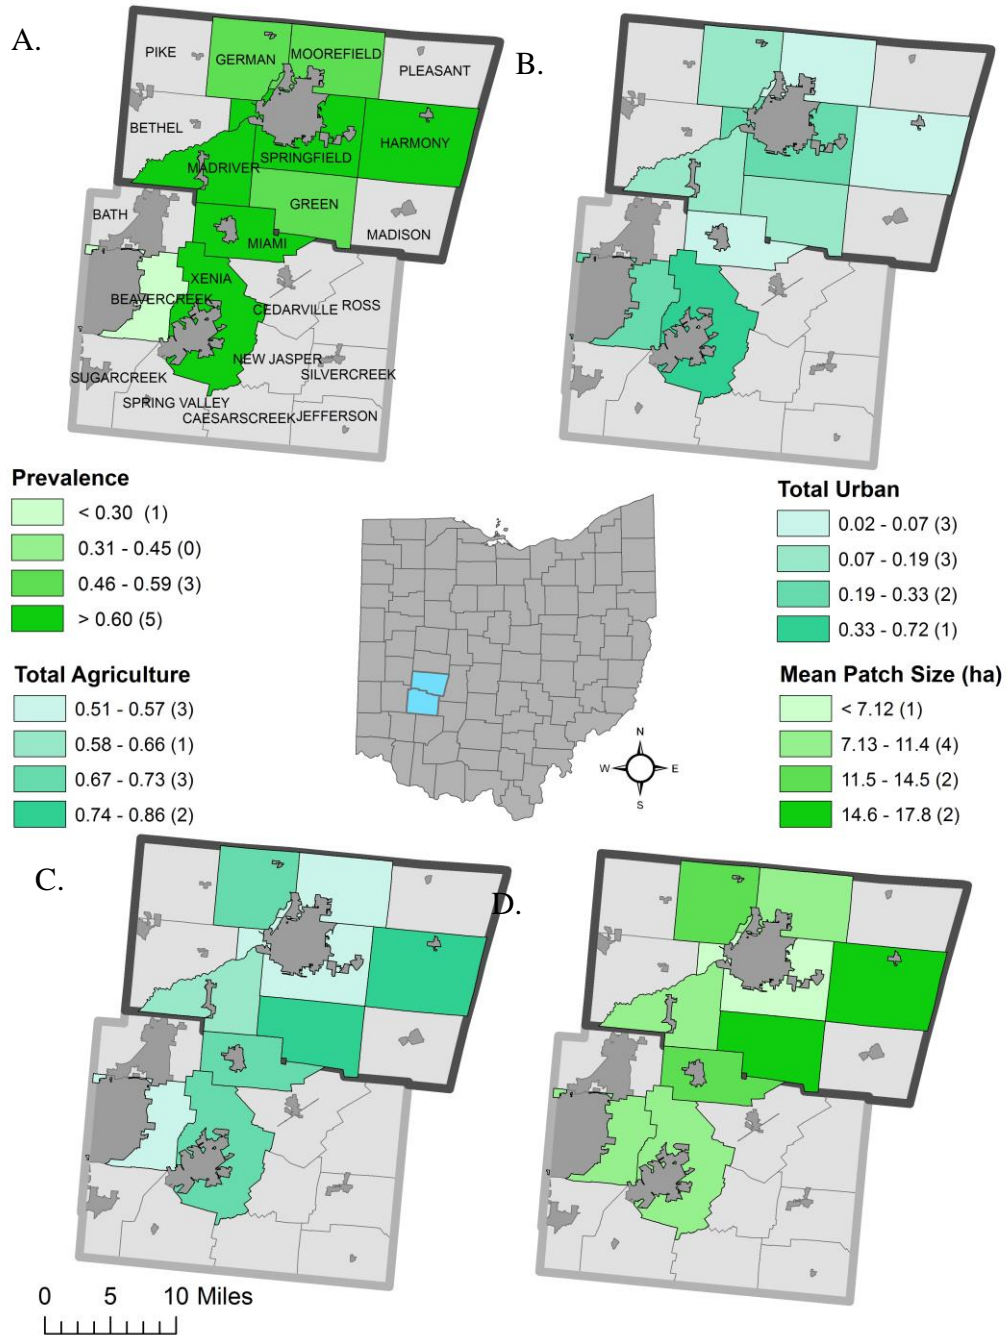 A.
PIKE
GERMAN
MOOREFIELD
PLEASANT
BETHEL
HARMONY
MADRIVER
SPRINGFIELD
GREEN
BATH
MIAMI
MADISON
XENIA
BEAVERCREEK
CEDARVILLE
ROSS
NEW JASPER
SUGARCREEK
SILVERCREEK
SPRING VALLEY
CAESARSCREEK
JEFFERSON
B.
Prevalence
< 0.30 (1)
0.31 - 0.45 (0)
0.46 - 0.59 (3)
> 0.60 (5)
Total Agriculture
0.51 - 0.57 (3)
0.58 - 0.66 (1)
0.67 - 0.73 (3)
0.74 - 0.86 (2)
N
W
E
S
Total Urban
0.02 - 0.07 (3)
0.07 - 0.19 (3)
0.19 - 0.33 (2)
0.33 - 0.72 (1)
Mean Patch Size (ha)
< 7.12 (1)
7.13 - 11.4 (4)
11.5 - 14.5 (2)
14.6 - 17.8 (2)
C.
D.
0 5 10 Miles